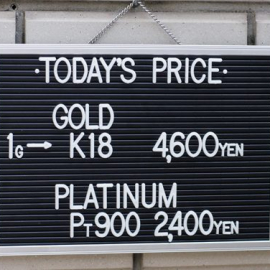 ·TODAY'S PRICE·
GOLD
1G→ K18 4,600YEN
PLATINUM
PT900 2,400YEN